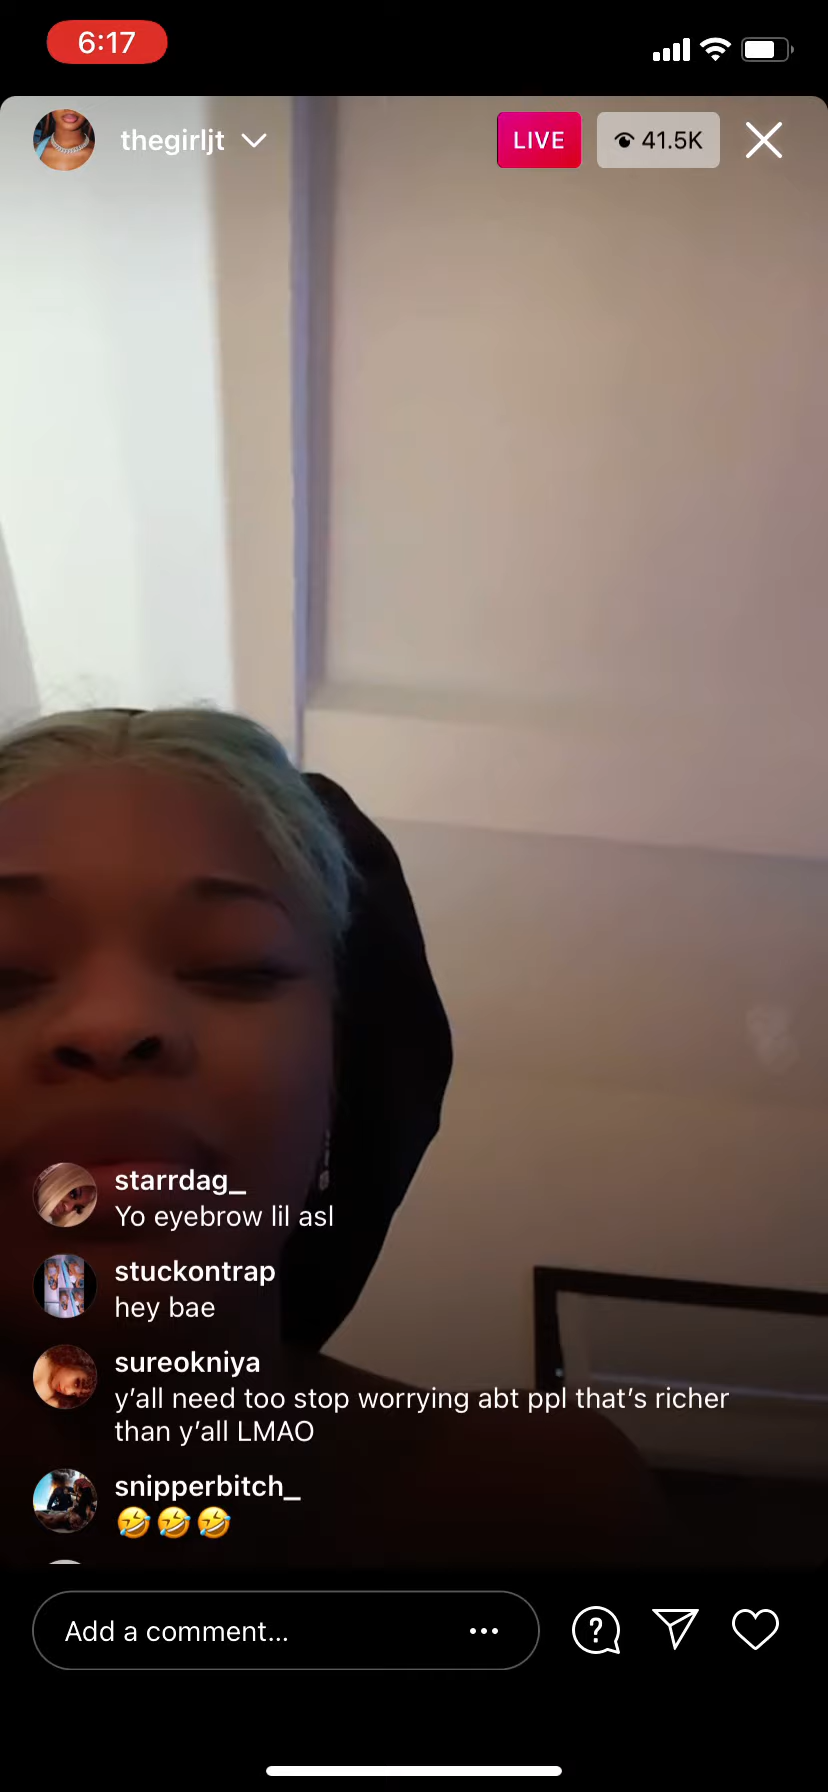 6:17
thegirljt
LIVE
41.5K
starrdag_
Yo eyebrow lil asl
stuckontrap
hey bae
sureokniya
y'all need too stop worrying abt ppl that's richer
than y'all LMAO
snipperbitch_
🤣🤣🤣
Add a comment...